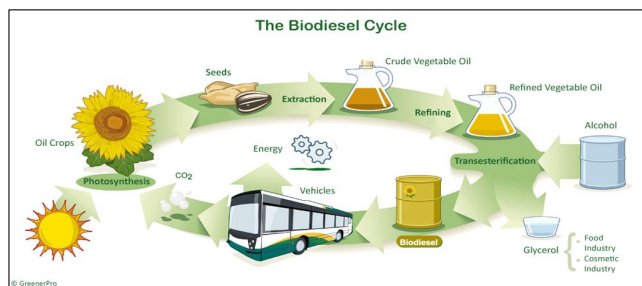 The Biodiesel Cycle
Crude Vegetable Oil
Seeds
Refined Vegetable Oil
Extraction
Refining
Alcohol
Oil Crops
Energy
Transesterification
Photosynthesis
CO2
Vehicles
Biodiesel
Glycerol
Food
Industry
Cosmetic
Industry
© GreenerPro